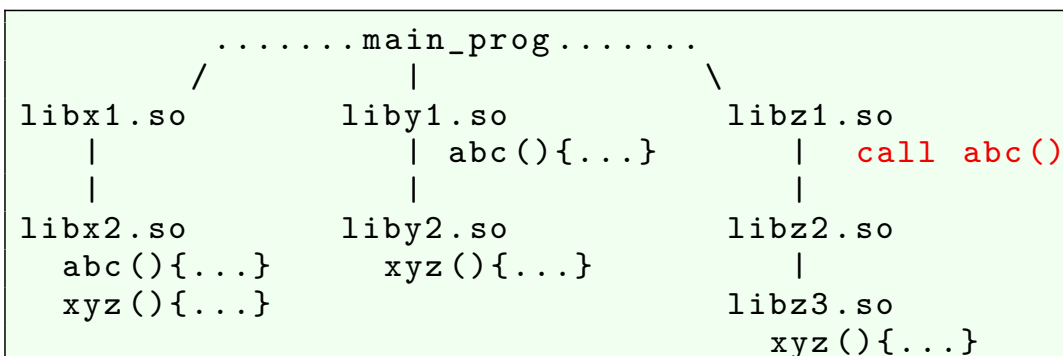 .......main_prog.......
/ | \
libx1.so liby1.so libz1.so
| | abc(){...} | call abc()
| | |
libx2.so liby2.so libz2.so
abc(){...} xyz(){...} |
xyz(){...} libz3.so
xyz(){...}